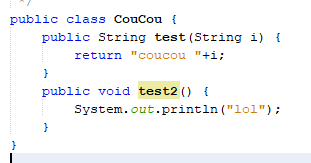 */
public class CouCou {
public String test(String i) {
return "coucou "+i;
}
public void test2() {
System.out.println("lol");
}
}